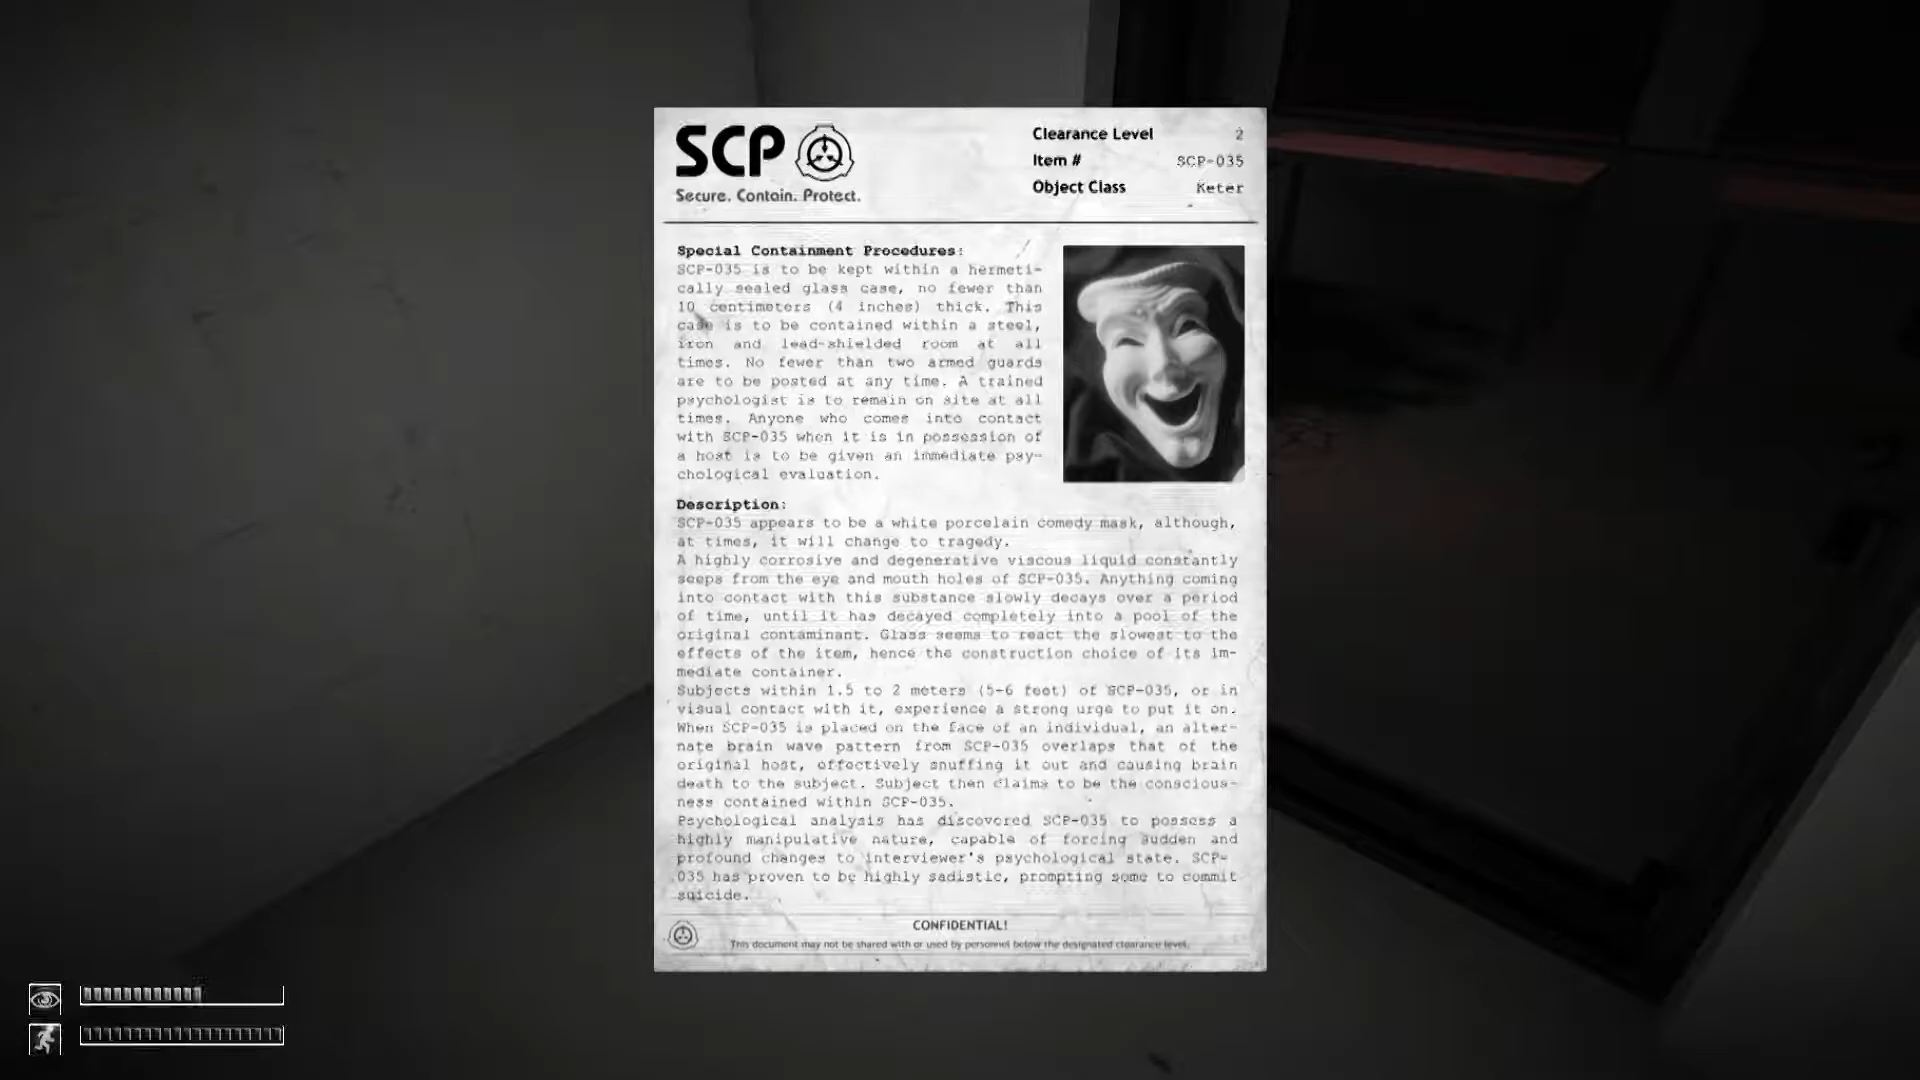 SCP
Secure. Contain. Protect.
Clearance Level 2
Item # SCP-035
Object Class Keter
Special Containment Procedures:
SCP-035 is to be kept within a hermeti-
cally sealed glass case, no fewer than
10 centimeters (4 inches) thick. This
case is to be contained within a steel,
iron and lead-shielded room at all
times. No fewer than two armed guards
are to be posted at any time. A trained
psychologist is to remain on site at all
times. Anyone who comes into contact
with SCP-035 when it is in possession of
a host is to be given an immediate psy-
chological evaluation.
Description:
SCP-035 appears to be a white porcelain comedy mask, although,
at times, it will change to tragedy.
A highly corrosive and degenerative viscous liquid constantly
seeps from the eye and mouth holes of SCP-035. Anything coming
into contact with this substance slowly decays over a period
of time, until it has decayed completely into a pool of the
original contaminant. Glass seems to react the slowest to the
effects of the item, hence the construction choice of its im-
mediate container.
Subjects within 1.5 to 2 meters (5-6 feet) of SCP-035, or in
visual contact with it, experience a strong urge to put it on.
When SCP-035 is placed on the face of an individual, an alter-
nate brain wave pattern from SCP-035 overlaps that of the
original host, effectively snuffing it out and causing brain
death to the subject. Subject then claims to be the conscious-
ness contained within SCP-035.
Psychological analysis has discovered SCP-035 to possess a
highly manipulative nature, capable of forcing sudden and
profound changes to interviewer's psychological state. SCP-
035 has proven to be highly sadistic, prompting some to commit
suicide.
CONFIDENTIAL!
This document may not be shared with or used by personnel below the designated clearance level.